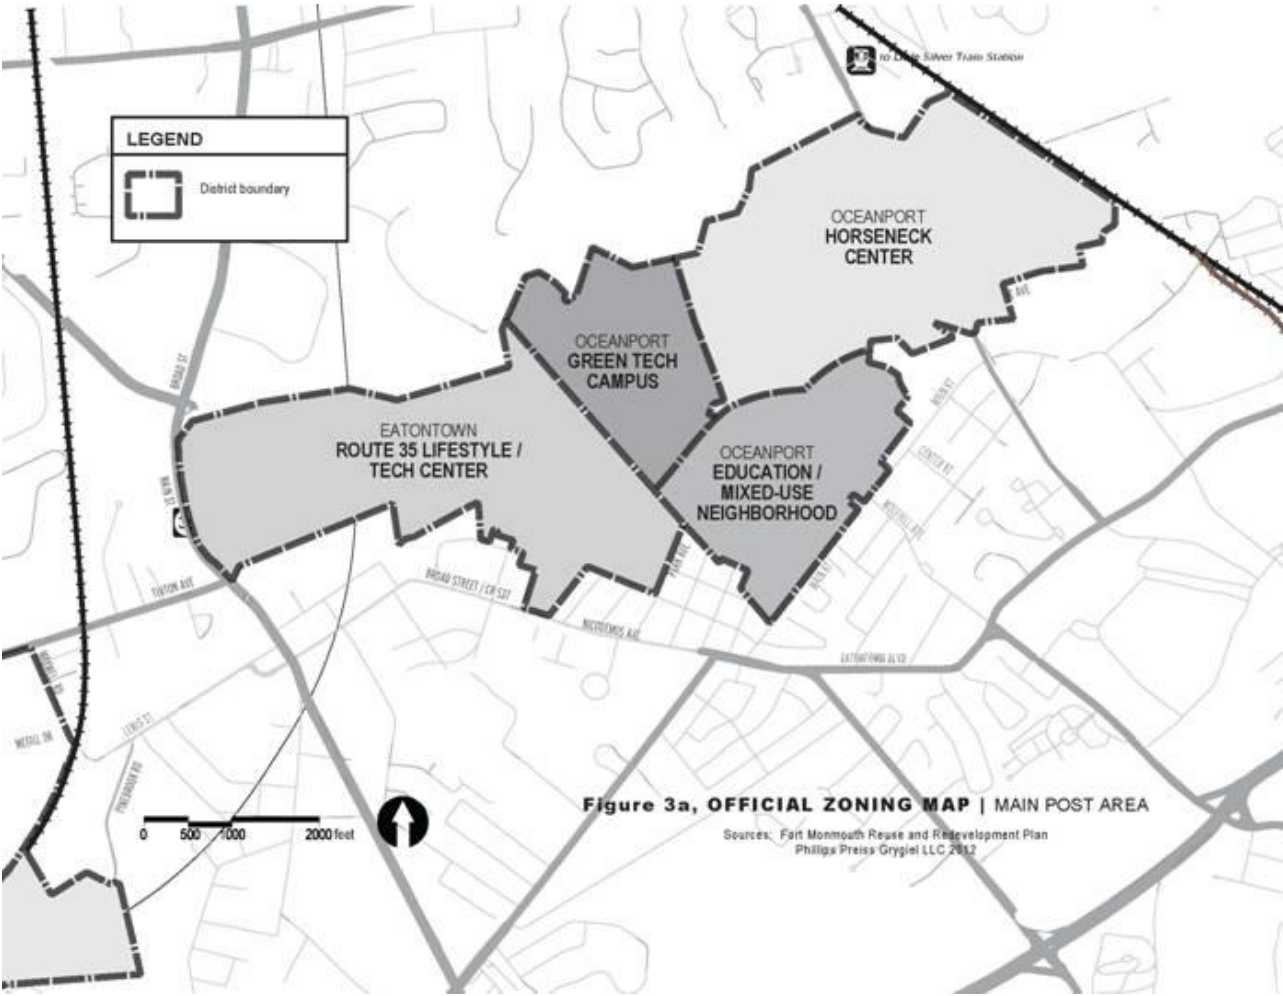 to Little Silver Train Station
LEGEND
District boundary
OCEANPORT
HORSENECK
CENTER
AVE
OCEANPORT
GREEN TECH
CAMPUS
BROAD ST
MAIN ST
EATONTOWN
ROUTE 35 LIFESTYLE /
TECH CENTER
OCEANPORT
EDUCATION /
MIXED-USE
NEIGHBORHOOD
MAIN ST
CENTER ST
PARK AVE
MAIN ST
TINTON AVE
BROAD STREET / CR 537
NICODEMUS AVE
EATONTOWN BLVD
LEWIS ST
PINEBROOK RD
0 500 1000 2000 feet
Figure 3a, OFFICIAL ZONING MAP | MAIN POST AREA
Sources: Fort Monmouth Reuse and Redevelopment Plan
Phillips Preiss Grygiel LLC 2012